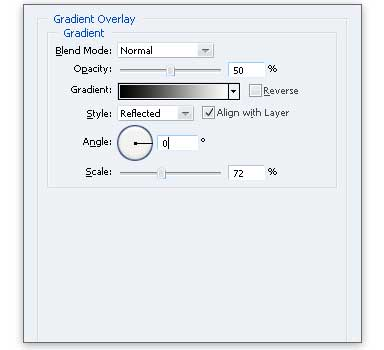 Gradient Overlay
Gradient
Blend Mode: Normal
Opacity: 50 %
Gradient: Reverse
Style: Reflected Align with Layer
Angle: 0 °
Scale: 72 %